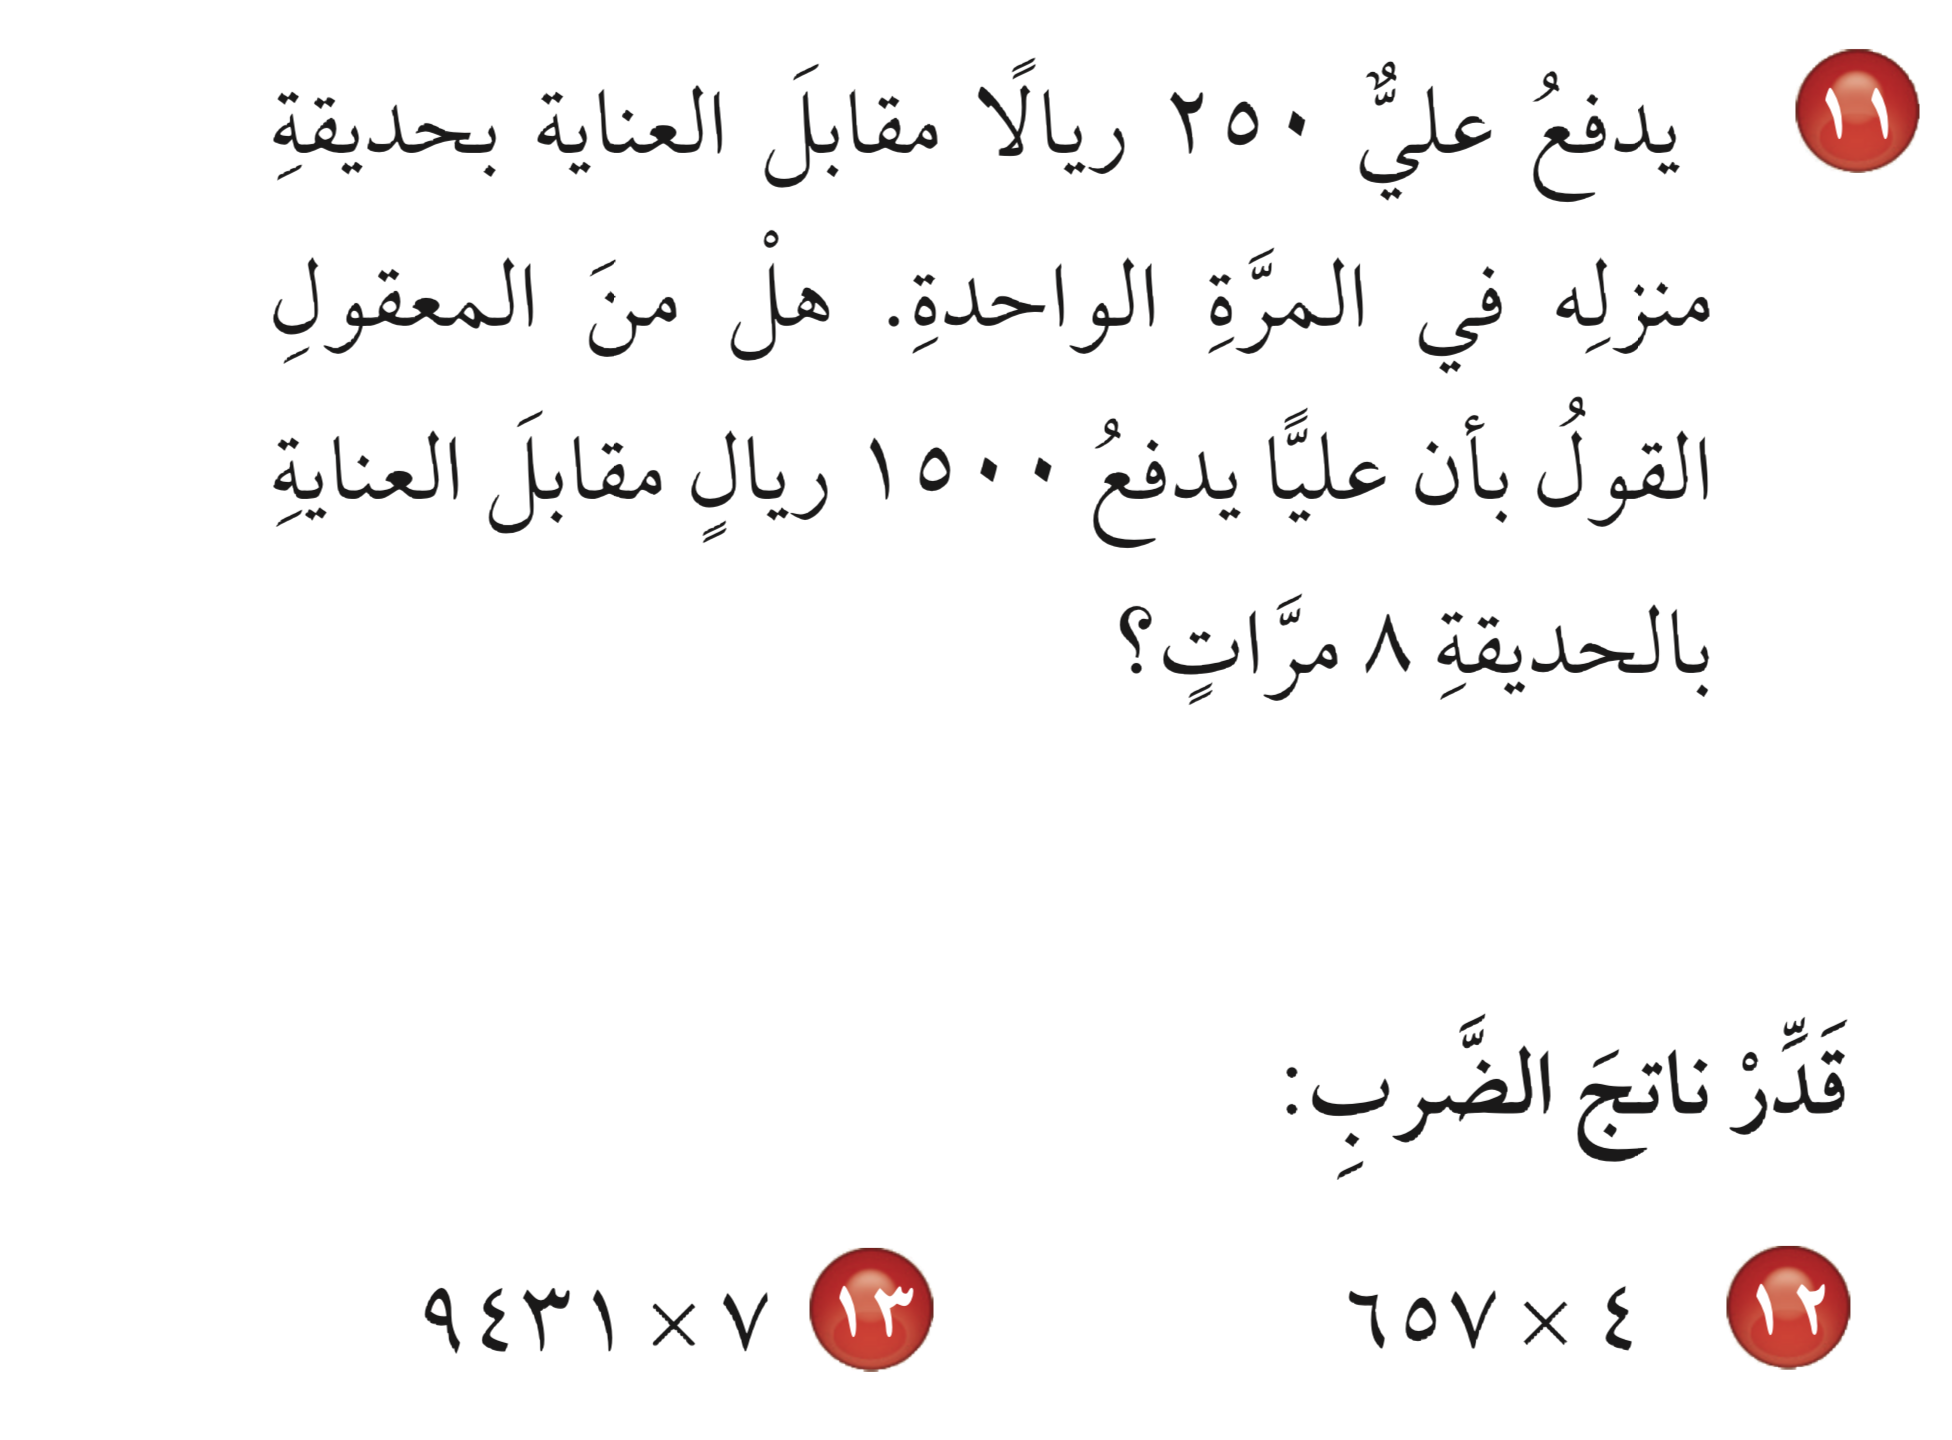 ١١ يدفعُ عليٌّ ٢٥٠ ريالًا مقابلَ العناية بحديقةِ
منزلِه في المرَّةِ الواحدةِ. هلْ منَ المعقولِ
القولُ بأن عليًّا يدفعُ ١٥٠٠ ريالٍ مقابلَ العنايةِ
بالحديقةِ ٨ مرَّاتٍ؟
قَدِّرْ ناتجَ الضَّربِ:
١٢ ٤ × ٦٥٧ ١٣ ٧ × ٩٤٣١